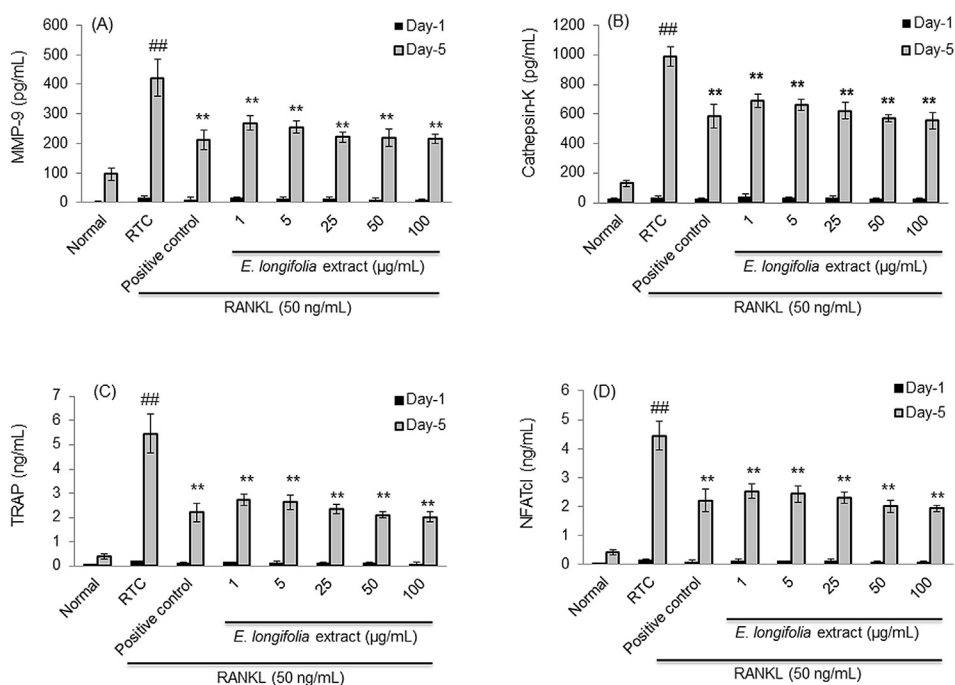 (A)
Day-1
Day-5
MMP-9 (pg/mL)
600
500
400
300
200
100
0
##
**
**
**
**
**
**
Normal
RTC
Positive control
1
5
25
50
100
E. longifolia extract (µg/mL)
RANKL (50 ng/mL)
(B)
Day-1
Day-5
Cathepsin-K (pg/mL)
1200
1000
800
600
400
200
0
##
**
**
**
**
**
**
Normal
RTC
Positive control
1
5
25
50
100
E. longifolia extract (µg/mL)
RANKL (50 ng/mL)
(C)
Day-1
Day-5
TRAP (ng/mL)
7
6
5
4
3
2
1
0
##
**
**
**
**
**
**
Normal
RTC
Positive control
1
5
25
50
100
E. longifolia extract (µg/mL)
RANKL (50 ng/mL)
(D)
Day-1
Day-5
NFATcl (ng/mL)
6
5
4
3
2
1
0
##
**
**
**
**
**
**
Normal
RTC
Positive control
1
5
25
50
100
E. longifolia extract (µg/mL)
RANKL (50 ng/mL)